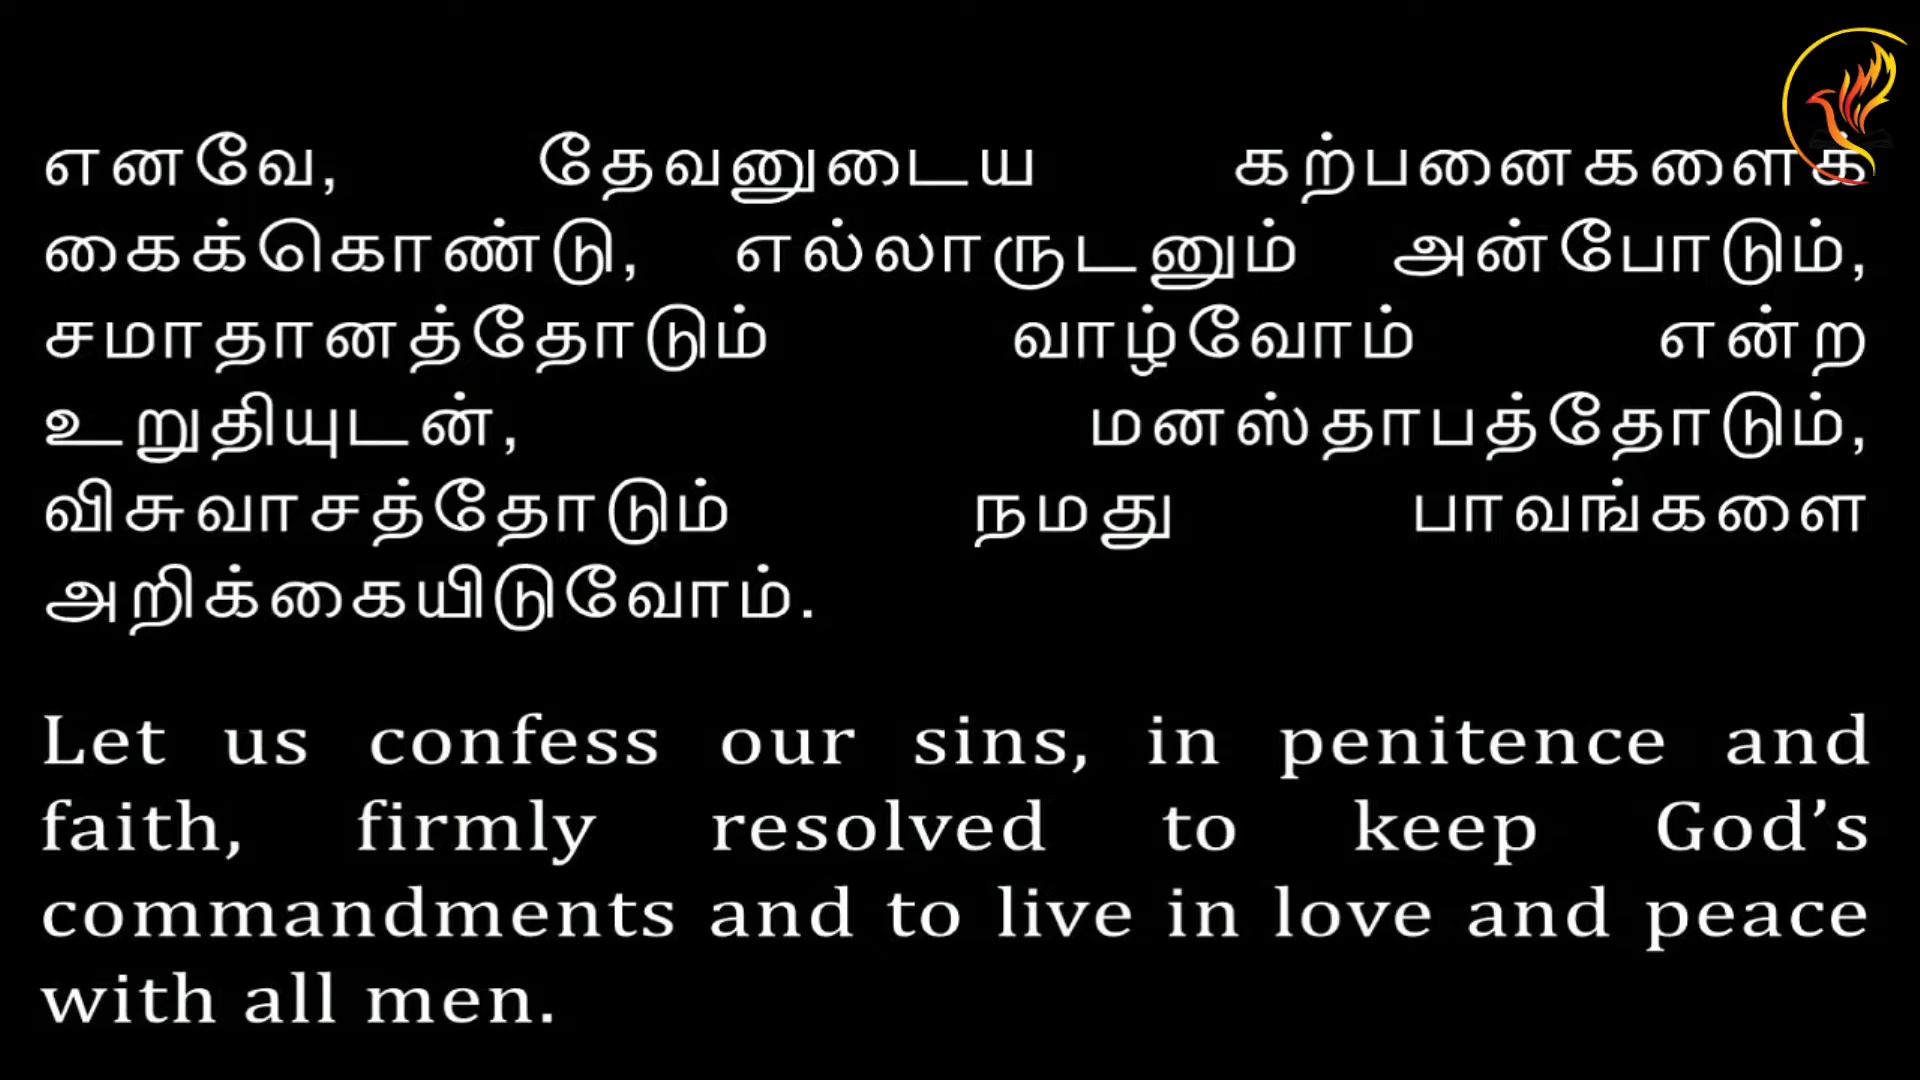 எனவே, தேவனுடைய கற்பனைகளைக்
கைக்கொண்டு, எல்லாருடனும் அன்போடும்,
சமாதானத்தோடும் வாழ்வோம் என்ற
உறுதியுடன், மனஸ்தாபத்தோடும்,
விசுவாசத்தோடும் நமது பாவங்களை
அறிக்கையிடுவோம்.
Let us confess our sins, in penitence and
faith, firmly resolved to keep God’s
commandments and to live in love and peace
with all men.